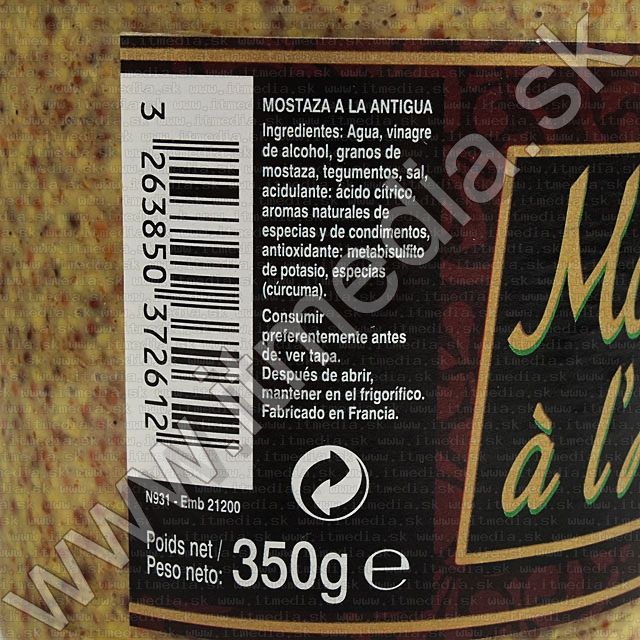 MOSTAZA A LA ANTIGUA
Ingredientes: Agua, vinagre
de alcohol, granos de
mostaza, tegumentos, sal,
acidulante: ácido cítrico,
aromas naturales de
especias y de condimentos,
antioxidante: metabisulfito
de potasio, especias
(cúrcuma).
Consumir
preferentemente antes
de: ver tapa.
Después de abrir,
mantener en el frigorífico.
Fabricado en Francia.
3 263850 372612
N931 - Emb 21200
Poids net /
Peso neto: 350g e
à l'
www.itmedia.sk